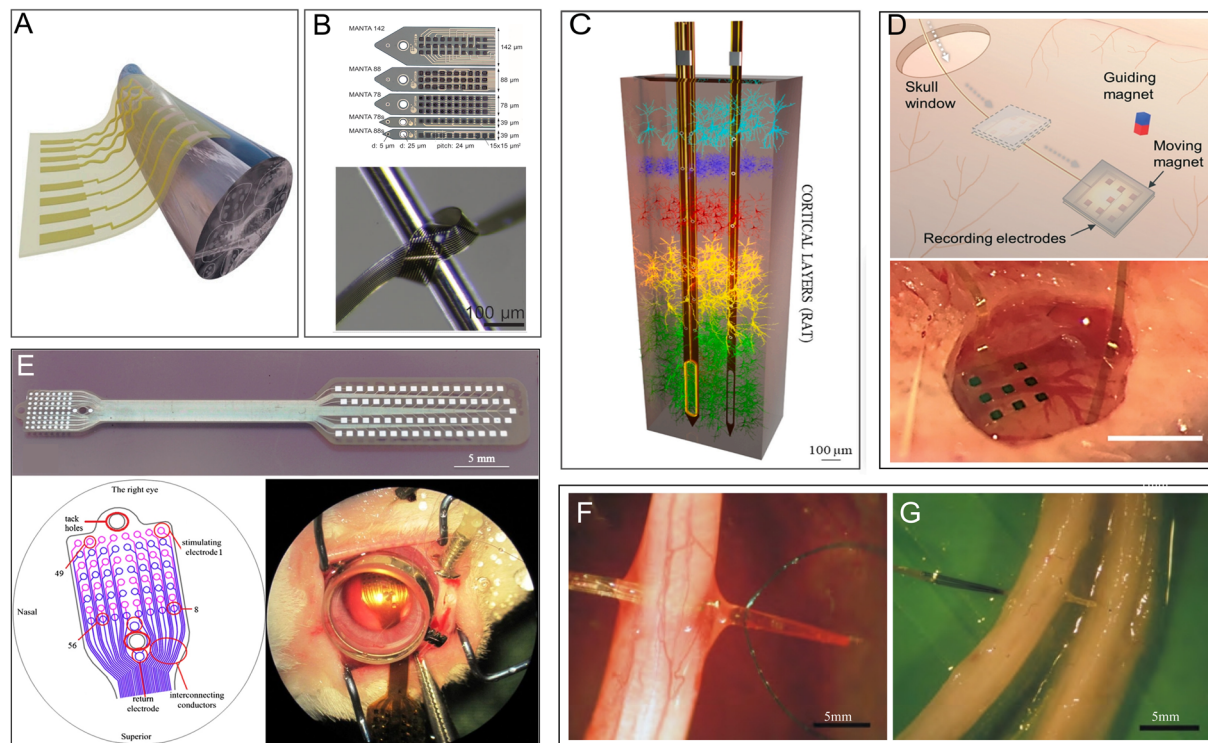 A
B
MANTA 142
142 µm
MANTA 88
88 µm
MANTA 78
78 µm
MANTA 78s
39 µm
MANTA 88s
39 µm
d: 5 µm d: 25 µm pitch: 24 µm 15x15 µm²
100 µm
C
CORTICAL LAYERS (RAT)
100 µm
D
Skull
window
Guiding
magnet
Moving
magnet
Recording electrodes
E
5 mm
The right eye
tack
holes
stimulating
electrode1
49
Nasal
8
56
return
electrode
interconnecting
conductors
Superior
F
5mm
G
5mm